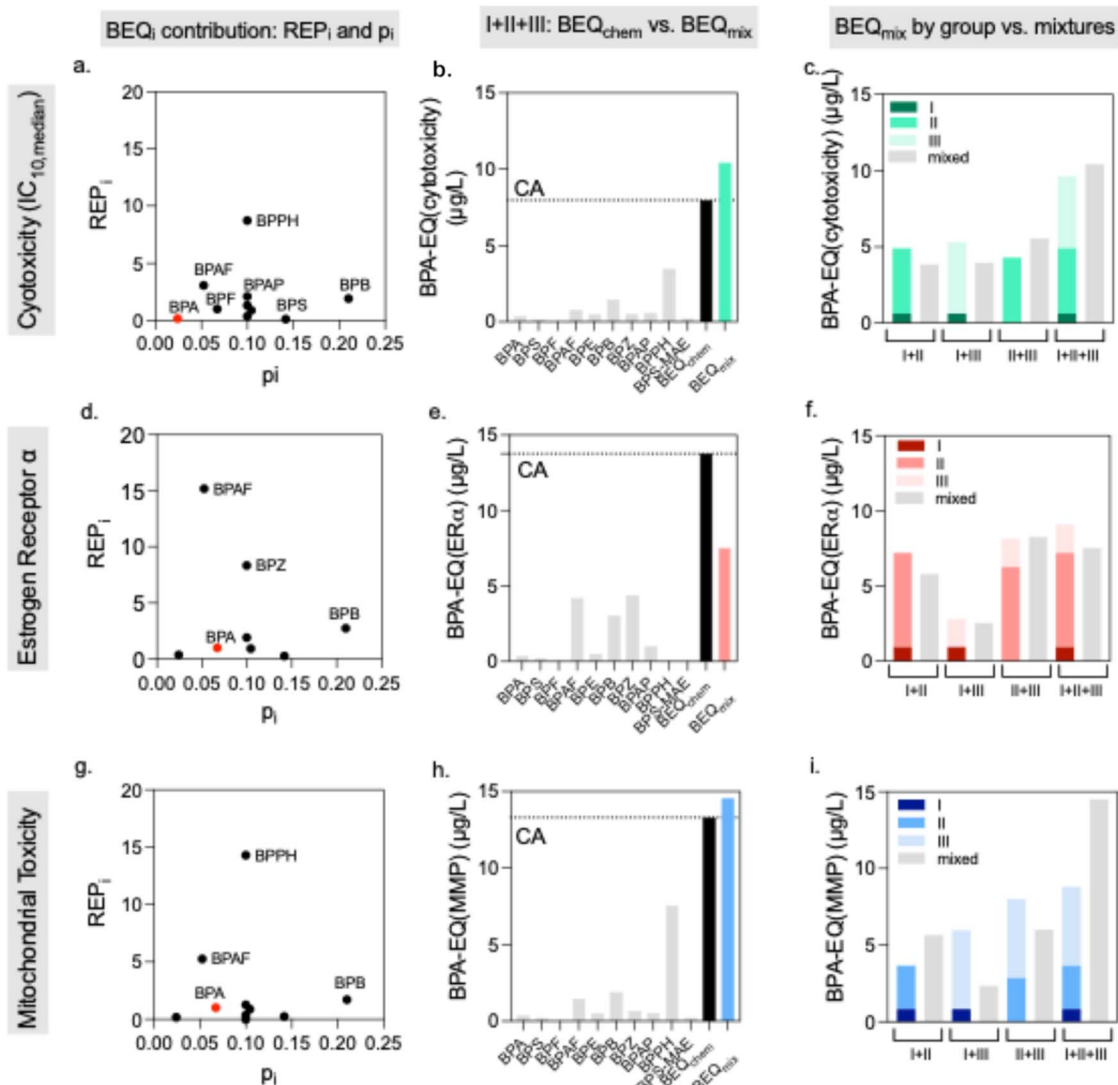 BEQi contribution: REPi and pi
I+II+III: BEQchem vs. BEQmix
BEQmix by group vs. mixtures
Cyotoxicity (IC10,median)
a.
REPi
20
15
10
5
0
BPPH
BPAF
BPAP
BPB
BPF
BPA
BPS
0.00 0.05 0.10 0.15 0.20 0.25
pi
b.
BPA-EQ(cytotoxicity)
(µg/L)
15
10
5
0
CA
BPA
BPS
BPF
BPAF
BPE
BPB
BPZ
BPAP
BPPH
BPS-MAE
BEQchem
BEQmix
c.
BPA-EQ(cytotoxicity) (µg/L)
15
10
5
0
I
II
III
mixed
I+II
I+III
II+III
I+II+III
Estrogen Receptor α
d.
REPi
20
15
10
5
0
BPAF
BPZ
BPB
BPA
0.00 0.05 0.10 0.15 0.20 0.25
pi
e.
BPA-EQ(ERα) (µg/L)
15
10
5
0
CA
BPA
BPS
BPF
BPAF
BPE
BPB
BPZ
BPAP
BPPH
BPS-MAE
BEQchem
BEQmix
f.
BPA-EQ(ERα) (µg/L)
15
10
5
0
I
II
III
mixed
I+II
I+III
II+III
I+II+III
Mitochondrial Toxicity
g.
REPi
20
15
10
5
0
BPPH
BPAF
BPA
BPB
0.00 0.05 0.10 0.15 0.20 0.25
pi
h.
BPA-EQ(MMP) (µg/L)
15
10
5
0
CA
BPA
BPS
BPF
BPAF
BPE
BPB
BPZ
BPAP
BPPH
BPS-MAE
BEQchem
BEQmix
i.
BPA-EQ(MMP) (µg/L)
15
10
5
0
I
II
III
mixed
I+II
I+III
II+III
I+II+III